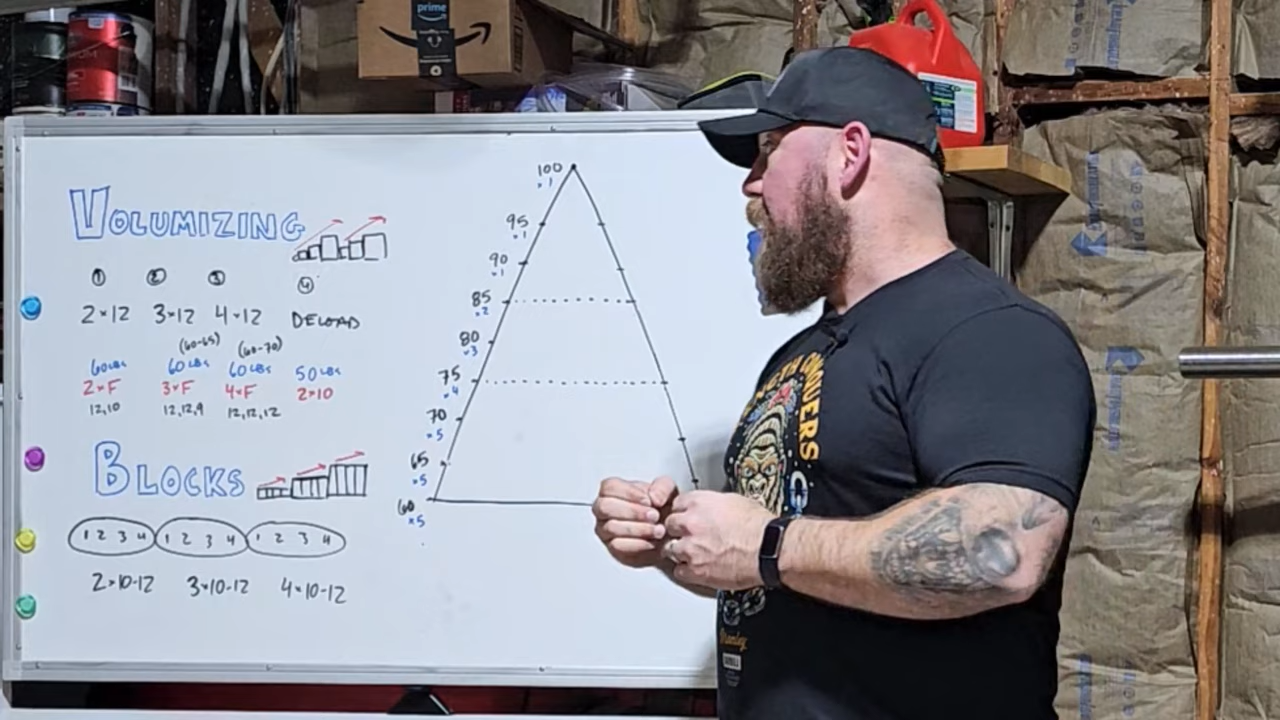 prime
VOLUMIZING
1 2 3 4
2×12 3×12 4×12 DELOAD
(60-65) (60-70)
60LBS 60LBS 60LBS 50LBS
2×F 3×F 4×F 2×10
12,10 12,12,9 12,12,12
BLOCKS
1 2 3 4 1 2 3 4 1 2 3 4
2×10-12 3×10-12 4×10-12
100
×1
95
×1
90
×1
85
×2
80
×3
75
×4
70
×5
65
×5
60
×5
CONQUERS